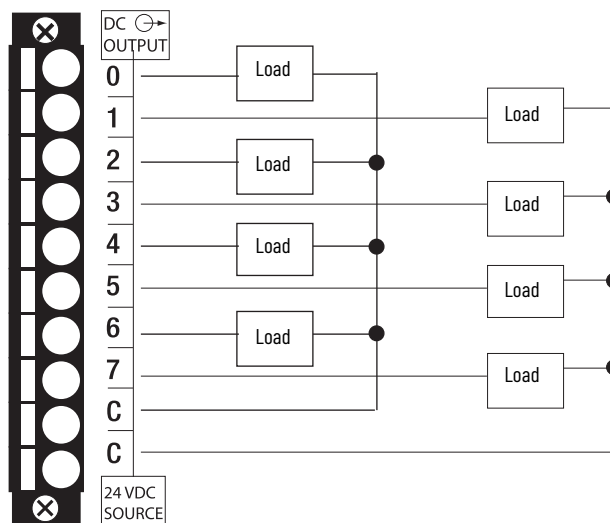 DC
OUTPUT
0 Load
1 Load
2 Load
3 Load
4 Load
5 Load
6 Load
7 Load
C
C
24 VDC
SOURCE